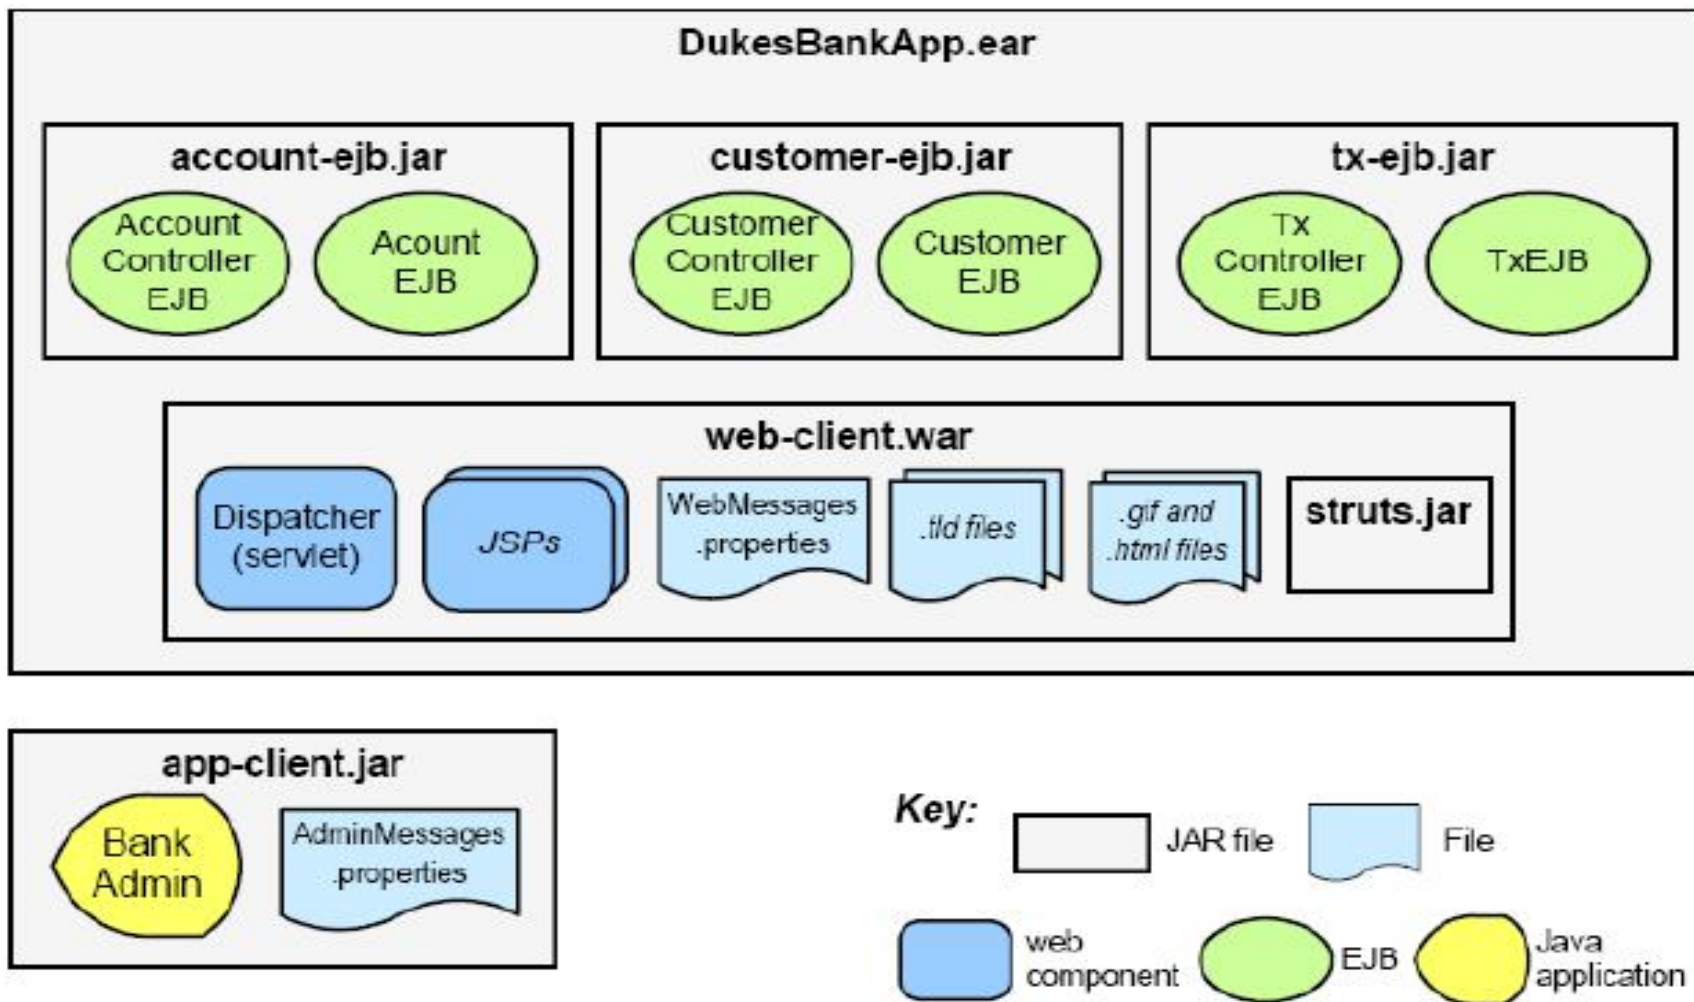 DukesBankApp.ear
account-ejb.jar
Account
Controller
EJB
Acount
EJB
customer-ejb.jar
Customer
Controller
EJB
Customer
EJB
tx-ejb.jar
Tx
Controller
EJB
TxEJB
web-client.war
Dispatcher
(servlet)
JSPs
WebMessages
.properties
.tld files
.gif and
.html files
struts.jar
app-client.jar
Bank
Admin
AdminMessages
.properties
Key:
JAR file
File
web
component
EJB
Java
application